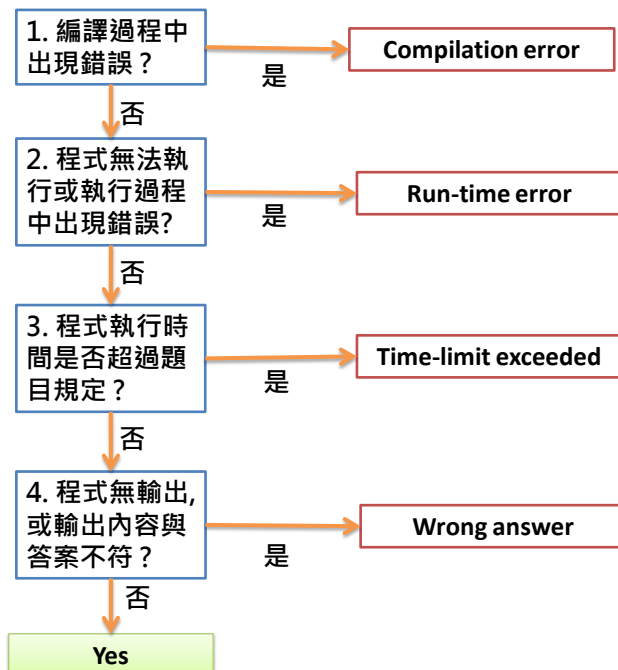 1. 編譯過程中
出現錯誤？
是
Compilation error
否
2. 程式無法執
行或執行過程
中出現錯誤?
是
Run-time error
否
3. 程式執行時
間是否超過題
目規定？
是
Time-limit exceeded
否
4. 程式無輸出,
或輸出內容與
答案不符？
是
Wrong answer
否
Yes